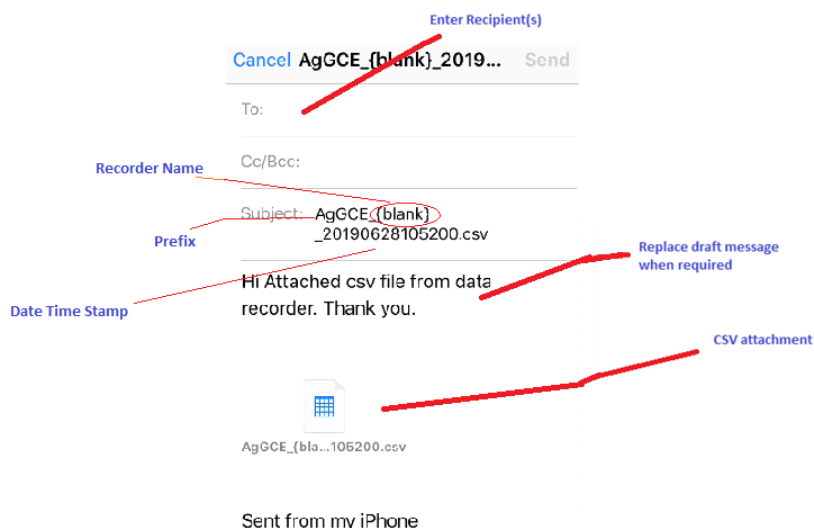 Enter Recipient(s)
Cancel AgGCE_{blank}_2019... Send
To:
Cc/Bcc:
Recorder Name
Subject: AgGCE_{blank}
_20190628105200.csv
Prefix
Replace draft message
when required
Hi Attached csv file from data
recorder. Thank you.
Date Time Stamp
CSV attachment
AgGCE_{bla...105200.csv
Sent from my iPhone